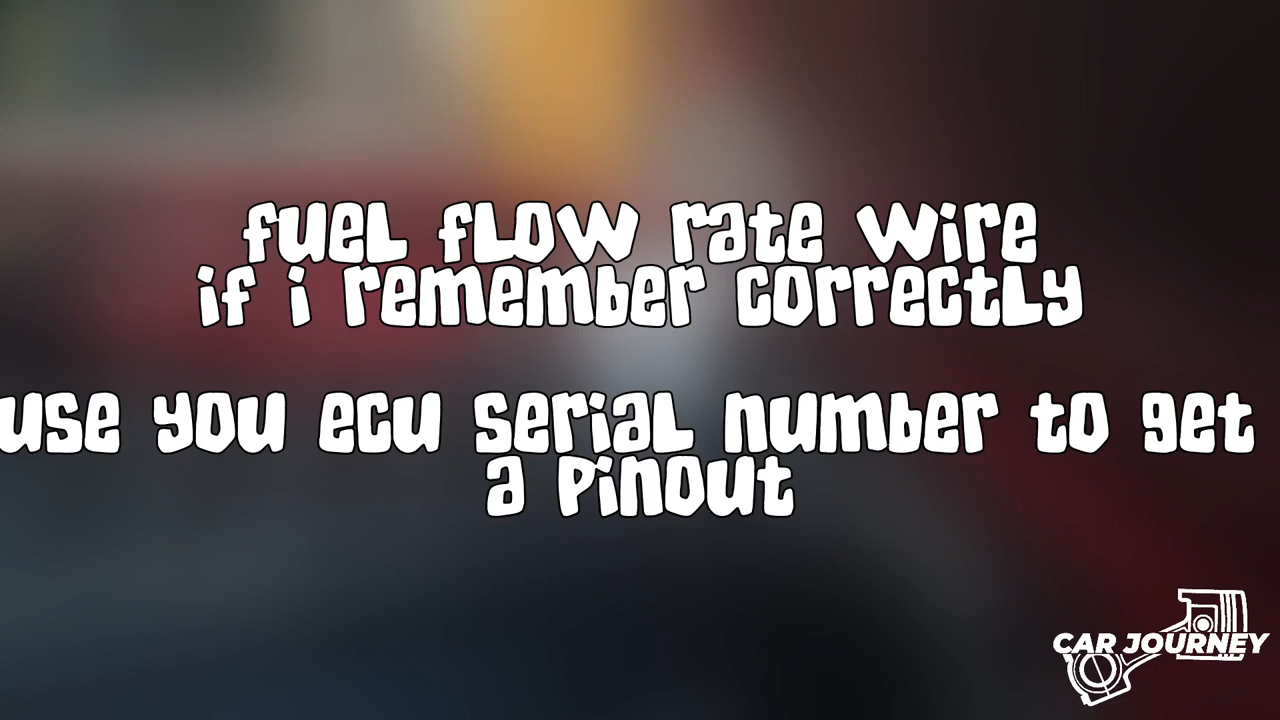 fuel flow rate wire
if i remember correctly
use you ecu serial number to get
a pinout
CAR JOURNEY